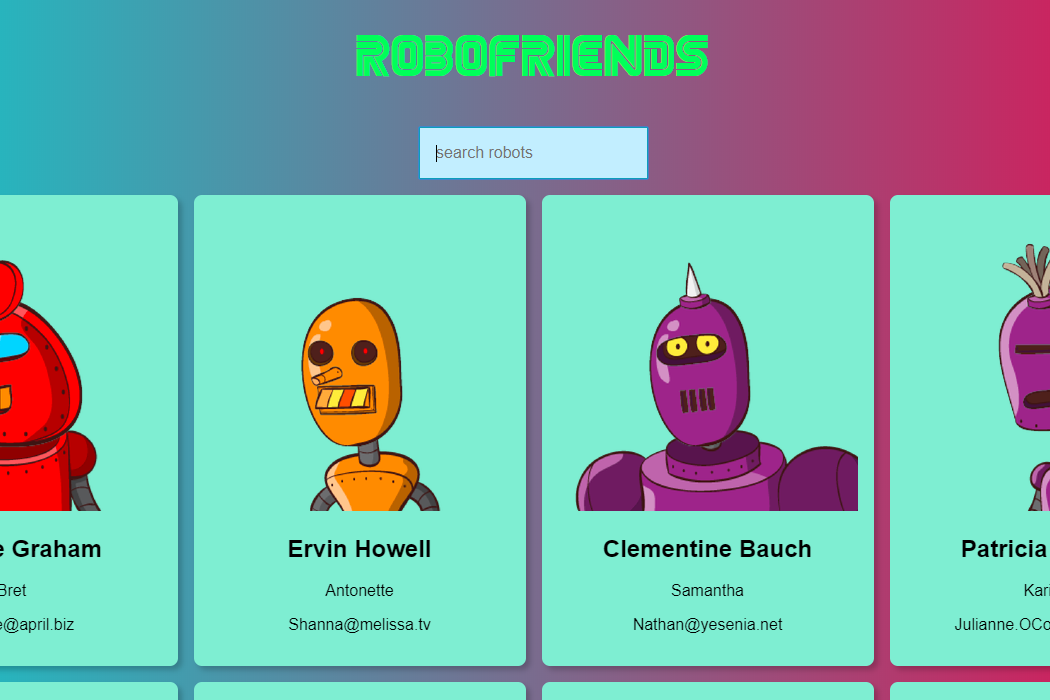 ROBOFRIENDS
search robots
e Graham
Bret
e@april.biz
Ervin Howell
Antonette
Shanna@melissa.tv
Clementine Bauch
Samantha
Nathan@yesenia.net
Patricia
Kari
Julianne.OCo